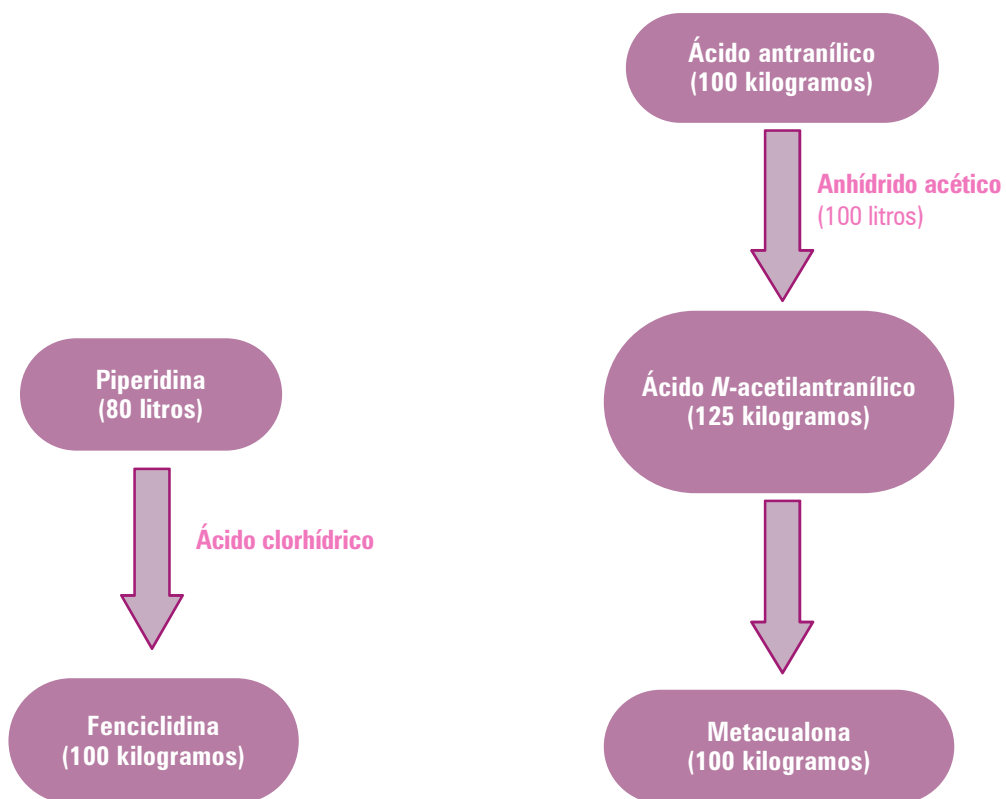 Ácido antranílico
(100 kilogramos)
Anhídrido acético
(100 litros)
Ácido N-acetilantranílico
(125 kilogramos)
Metacualona
(100 kilogramos)
Piperidina
(80 litros)
Ácido clorhídrico
Fenciclidina
(100 kilogramos)